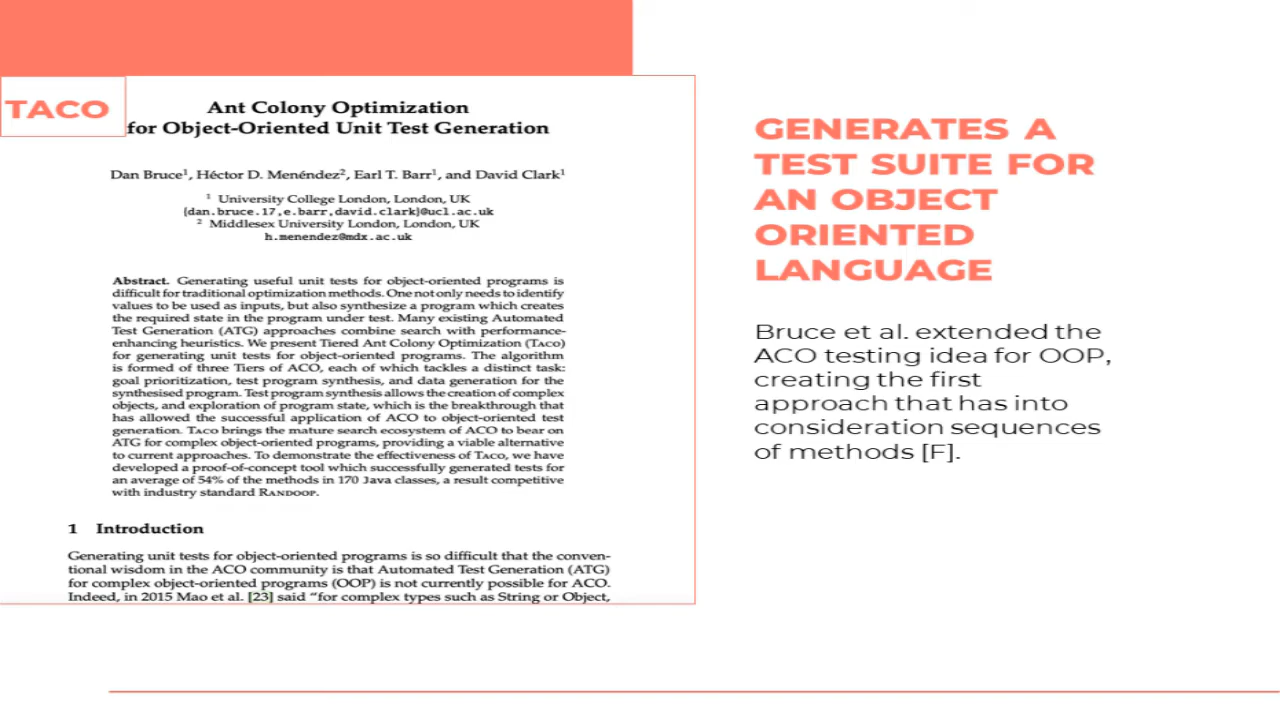 TACO
Ant Colony Optimization
for Object-Oriented Unit Test Generation
Dan Bruce¹, Héctor D. Menéndez², Earl T. Barr¹, and David Clark¹
¹ University College London, London, UK
{dan.bruce.17,e.barr,david.clark}@ucl.ac.uk
² Middlesex University London, London, UK
h.menendez@mdx.ac.uk
Abstract. Generating useful unit tests for object-oriented programs is
difficult for traditional optimization methods. One not only needs to identify
values to be used as inputs, but also synthesize a program which creates
the required state in the program under test. Many existing Automated
Test Generation (ATG) approaches combine search with performance-
enhancing heuristics. We present Tiered Ant Colony Optimization (TACO)
for generating unit tests for object-oriented programs. The algorithm
is formed of three Tiers of ACO, each of which tackles a distinct task:
goal prioritization, test program synthesis, and data generation for the
synthesised program. Test program synthesis allows the creation of complex
objects, and exploration of program state, which is the breakthrough that
has allowed the successful application of ACO to object-oriented test
generation. TACO brings the mature search ecosystem of ACO to bear on
ATG for complex object-oriented programs, providing a viable alternative
to current approaches. To demonstrate the effectiveness of TACO, we have
developed a proof-of-concept tool which successfully generated tests for
an average of 54% of the methods in 170 Java classes, a result competitive
with industry standard RANDOOP.
1 Introduction
Generating unit tests for object-oriented programs is so difficult that the conven-
tional wisdom in the ACO community is that Automated Test Generation (ATG)
for complex object-oriented programs (OOP) is not currently possible for ACO.
Indeed, in 2015 Mao et al. [23] said “for complex types such as String or Object,
GENERATES A
TEST SUITE FOR
AN OBJECT
ORIENTED
LANGUAGE
Bruce et al. extended the
ACO testing idea for OOP,
creating the first
approach that has into
consideration sequences
of methods [F].